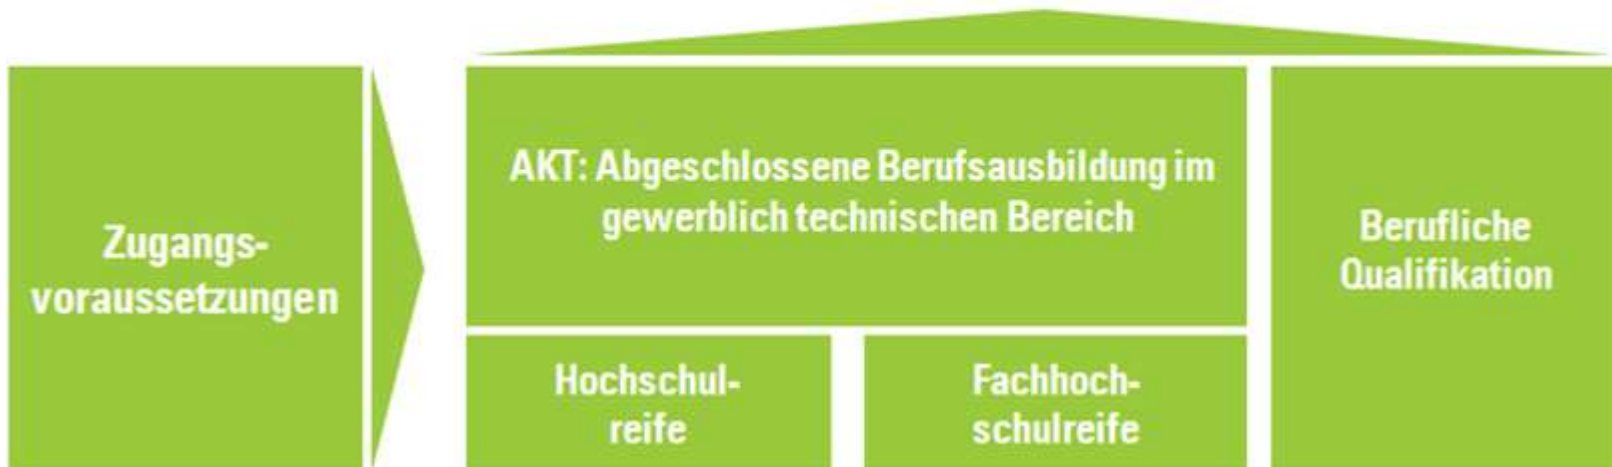 Zugangs-
voraussetzungen
AKT: Abgeschlossene Berufsausbildung im
gewerblich technischen Bereich
Hochschul-
reife
Fachhoch-
schulreife
Berufliche
Qualifikation